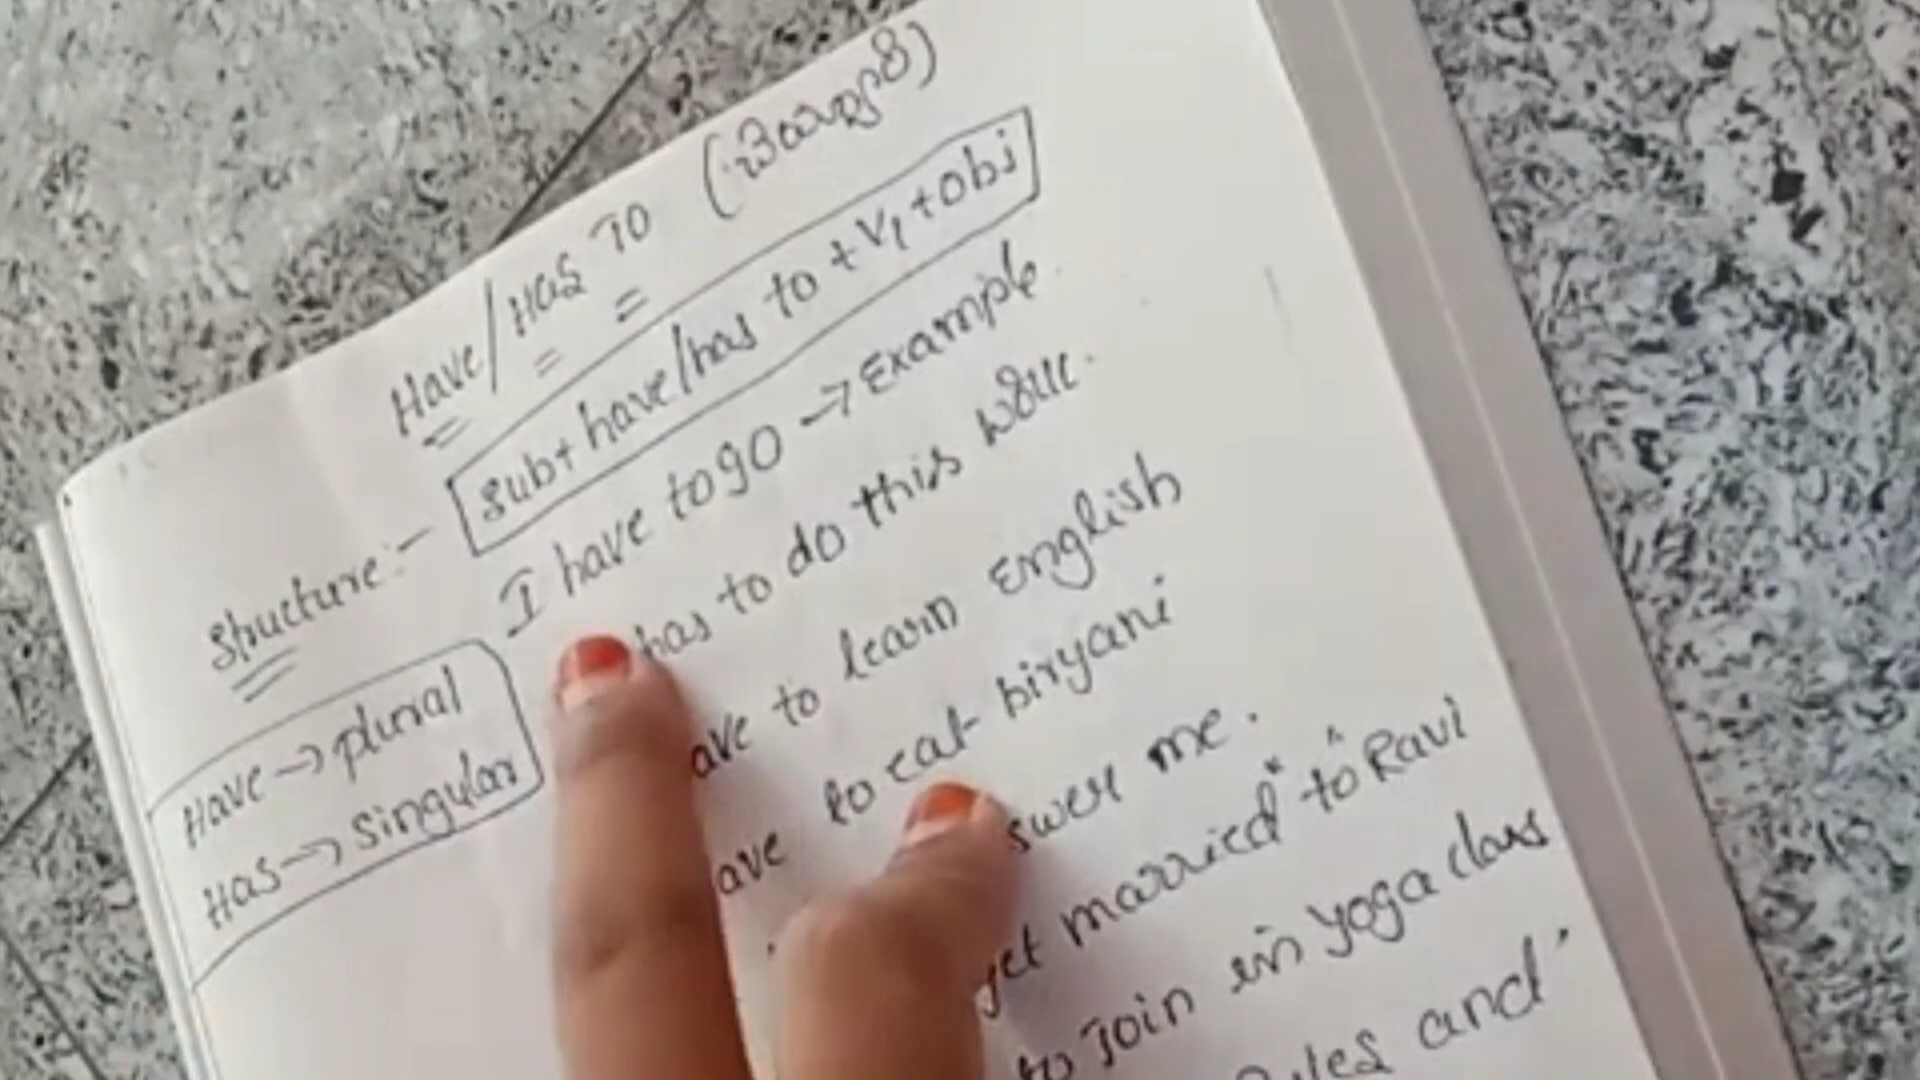 Have/Has TO (చేయాల్సి)
Structure:- sub+ have/has to + V1 + obj
I have to go → Example.
has to do this work.
Have → plural
ave to learn English
Has → singular
ave to eat biryani
swer me.
get married to Ravi
to Join in yoga class
and